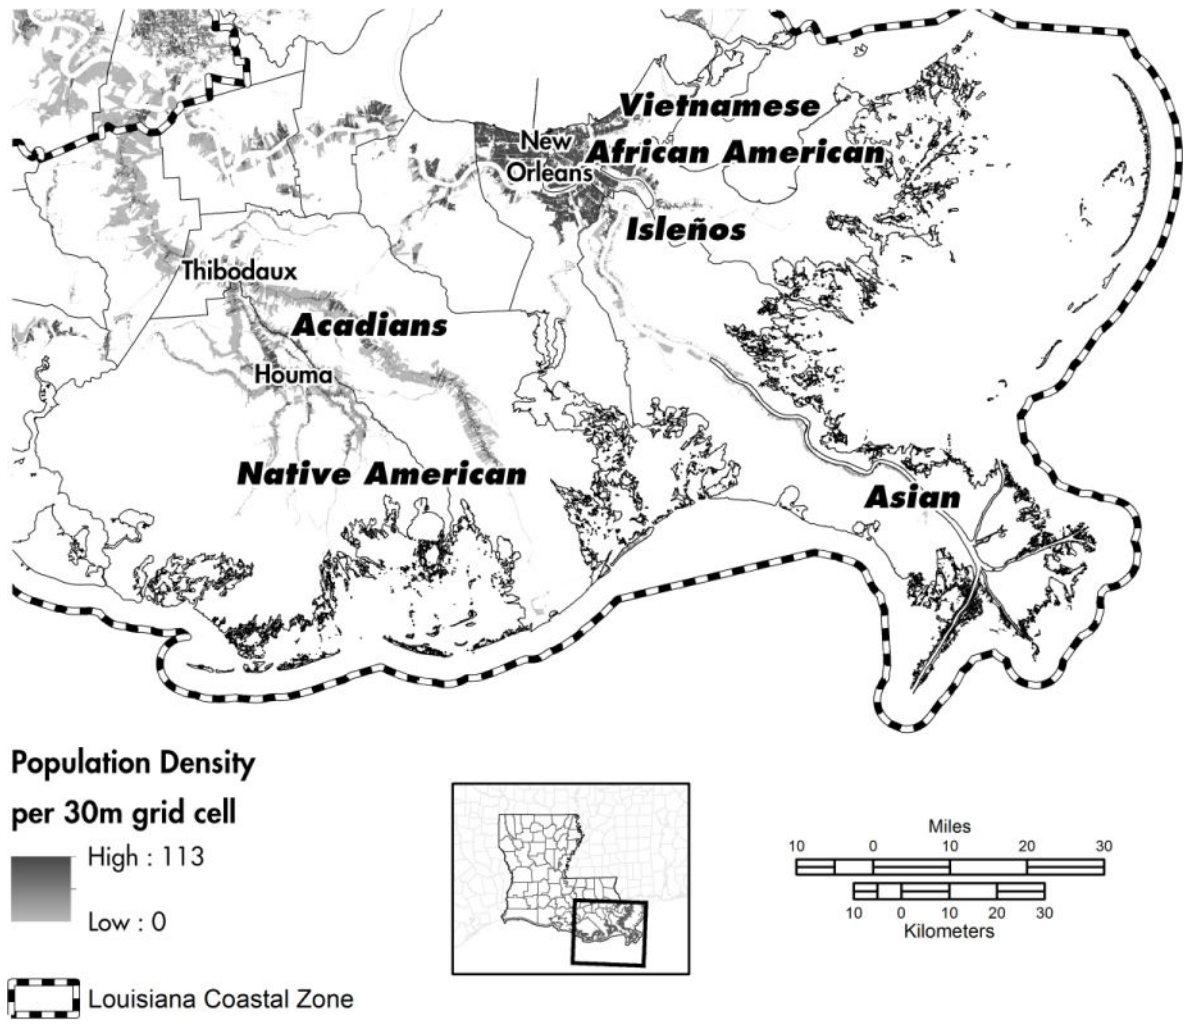 Vietnamese
New
Orleans
African American
Isleños
Thibodaux
Acadians
Houma
Native American
Asian
Population Density
per 30m grid cell
High : 113
Low : 0
Louisiana Coastal Zone
Miles
10 0 10 20 30
10 0 10 20 30
Kilometers